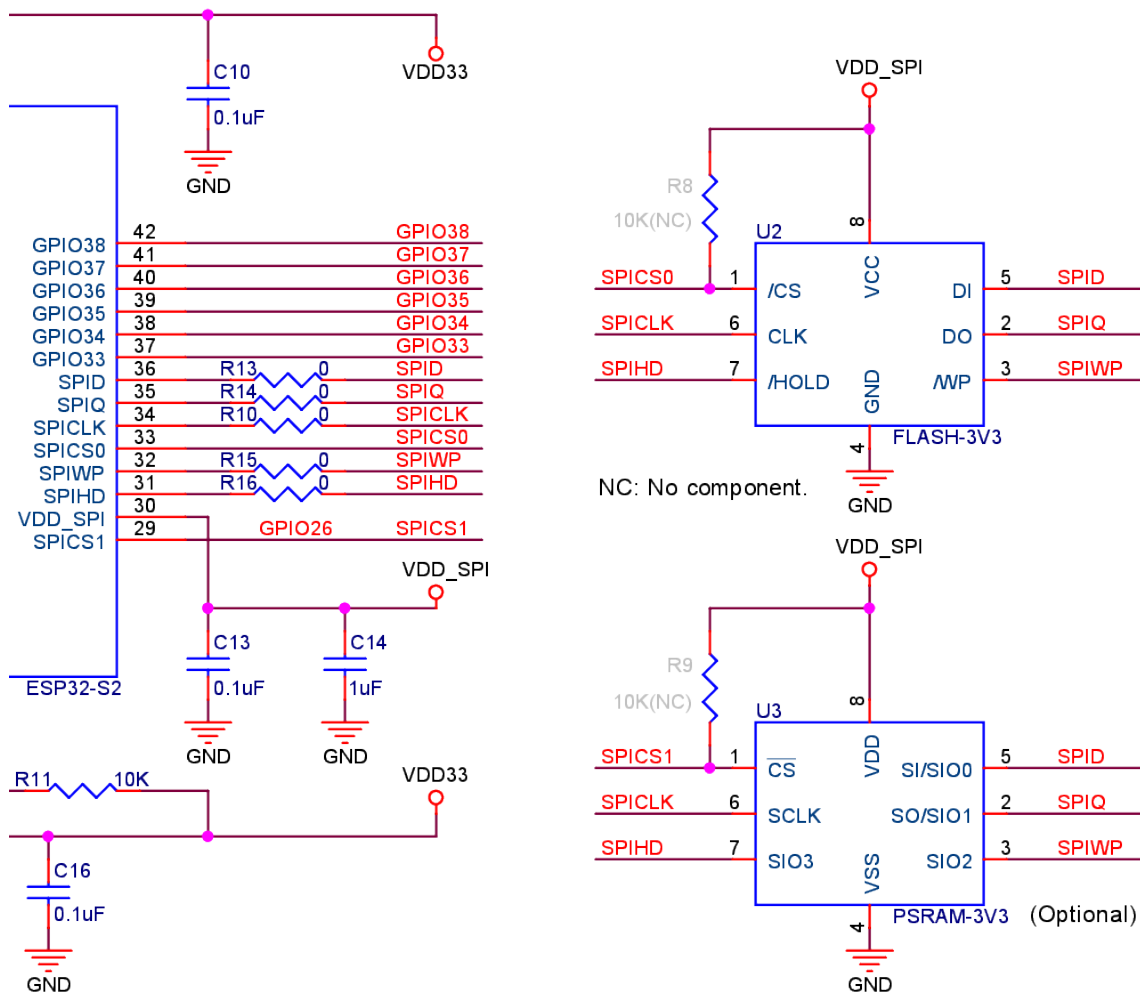 C10
0.1uF
GND
VDD33
GPIO38 42 GPIO38
GPIO37 41 GPIO37
GPIO36 40 GPIO36
GPIO35 39 GPIO35
GPIO34 38 GPIO34
GPIO33 37 GPIO33
SPID 36 R13 0 SPID
SPIQ 35 R14 0 SPIQ
SPICLK 34 R10 0 SPICLK
SPICS0 33 SPICS0
SPIWP 32 R15 0 SPIWP
SPIHD 31 R16 0 SPIHD
VDD_SPI 30
SPICS1 29 GPIO26 SPICS1
VDD_SPI
C13
0.1uF
GND
C14
1uF
GND
ESP32-S2
R11 10K
VDD33
C16
0.1uF
GND
VDD_SPI
R8
10K(NC)
U2
8
VCC
SPICS0 1 /CS DI 5 SPID
SPICLK 6 CLK DO 2 SPIQ
SPIHD 7 /HOLD /WP 3 SPIWP
GND
4
FLASH-3V3
GND
NC: No component.
VDD_SPI
R9
10K(NC)
U3
8
VDD
SPICS1 1 CS SI/SIO0 5 SPID
SPICLK 6 SCLK SO/SIO1 2 SPIQ
SPIHD 7 SIO3 SIO2 3 SPIWP
VSS
4
PSRAM-3V3 (Optional)
GND